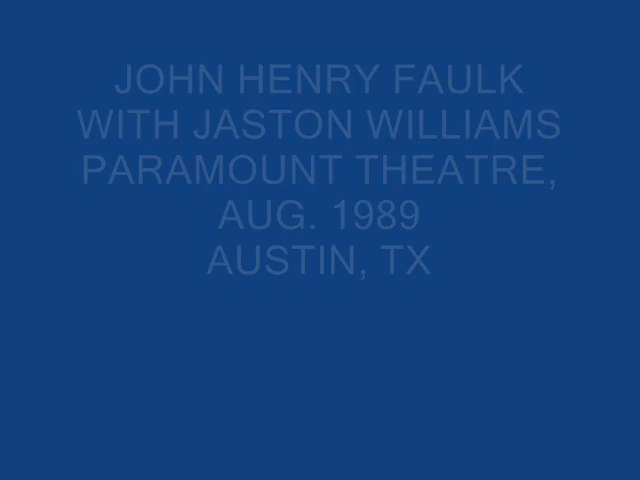 JOHN HENRY FAULK
WITH JASTON WILLIAMS
PARAMOUNT THEATRE,
AUG. 1989
AUSTIN, TX